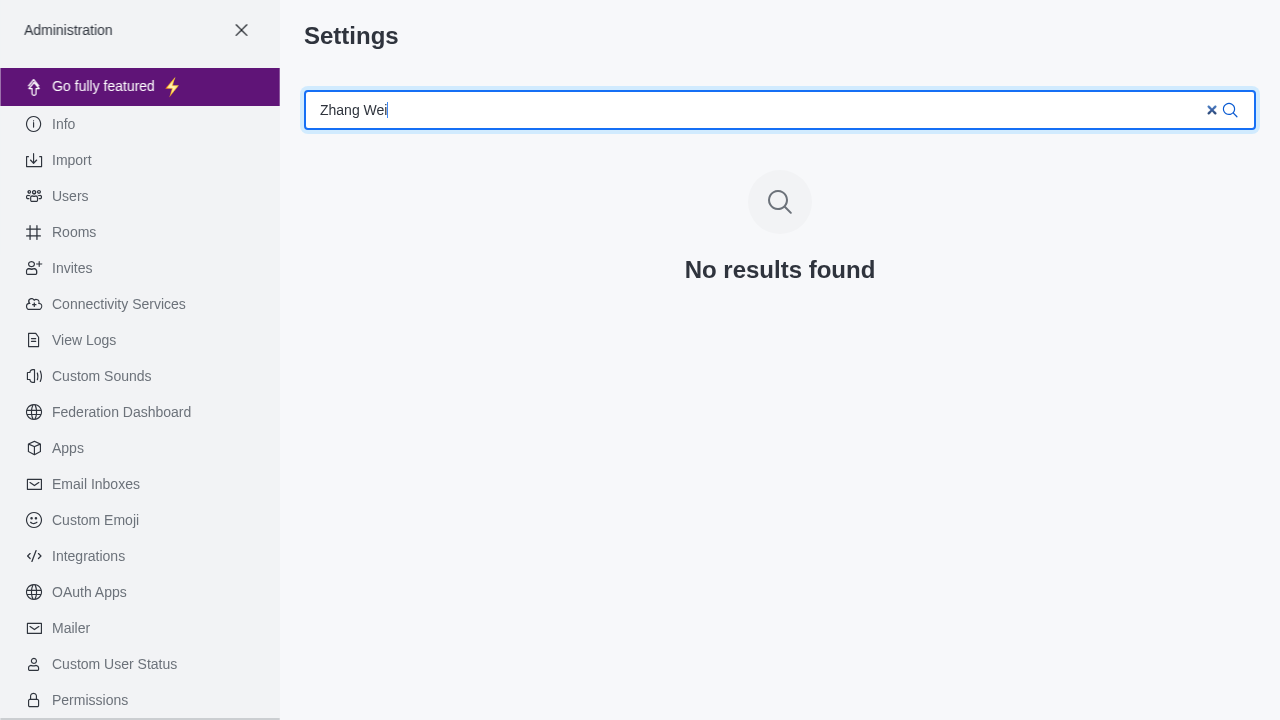 Administration
Go fully featured
Info
Import
Users
Rooms
Invites
Connectivity Services
View Logs
Custom Sounds
Federation Dashboard
Apps
Email Inboxes
Custom Emoji
Integrations
OAuth Apps
Mailer
Custom User Status
Permissions
Settings
Zhang Wei
No results found